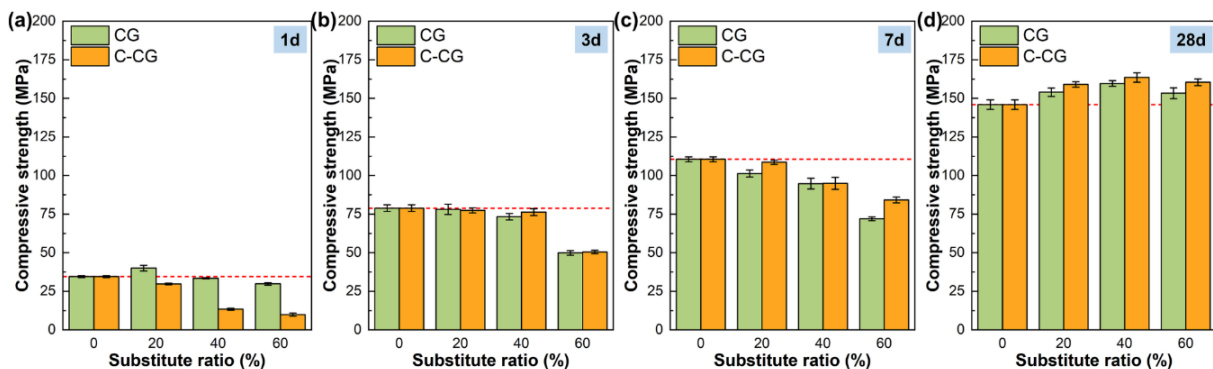 (a)
200
175
150
125
100
75
50
25
0
Compressive strength (MPa)
CG
C-CG
1d
0 20 40 60
Substitute ratio (%)
(b)
200
175
150
125
100
75
50
25
0
Compressive strength (MPa)
CG
C-CG
3d
0 20 40 60
Substitute ratio (%)
(c)
200
175
150
125
100
75
50
25
0
Compressive strength (MPa)
CG
C-CG
7d
0 20 40 60
Substitute ratio (%)
(d)
200
175
150
125
100
75
50
25
0
Compressive strength (MPa)
CG
C-CG
28d
0 20 40 60
Substitute ratio (%)